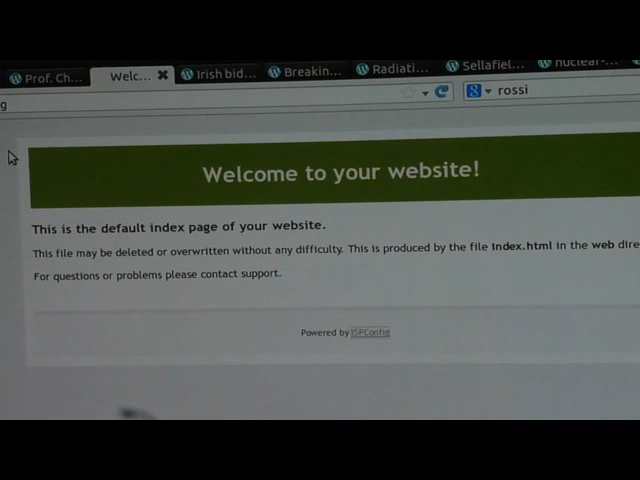 Prof. Ch...
Welc...
Irish bid...
Breakin...
Radiati...
Sellafiel...
nuclear-...
g
rossi
Welcome to your website!
This is the default index page of your website.
This file may be deleted or overwritten without any difficulty. This is produced by the file index.html in the web dire
For questions or problems please contact support.
Powered by ISPConfig